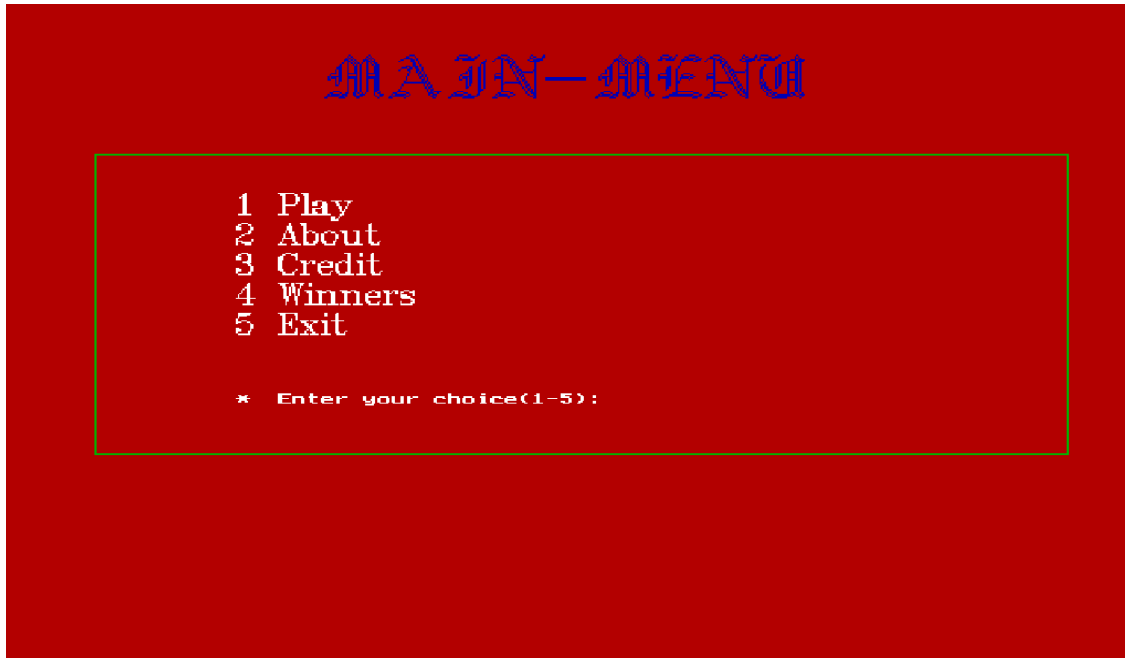 MAIN-MENU
1 Play
2 About
3 Credit
4 Winners
5 Exit
* Enter your choice(1-5):